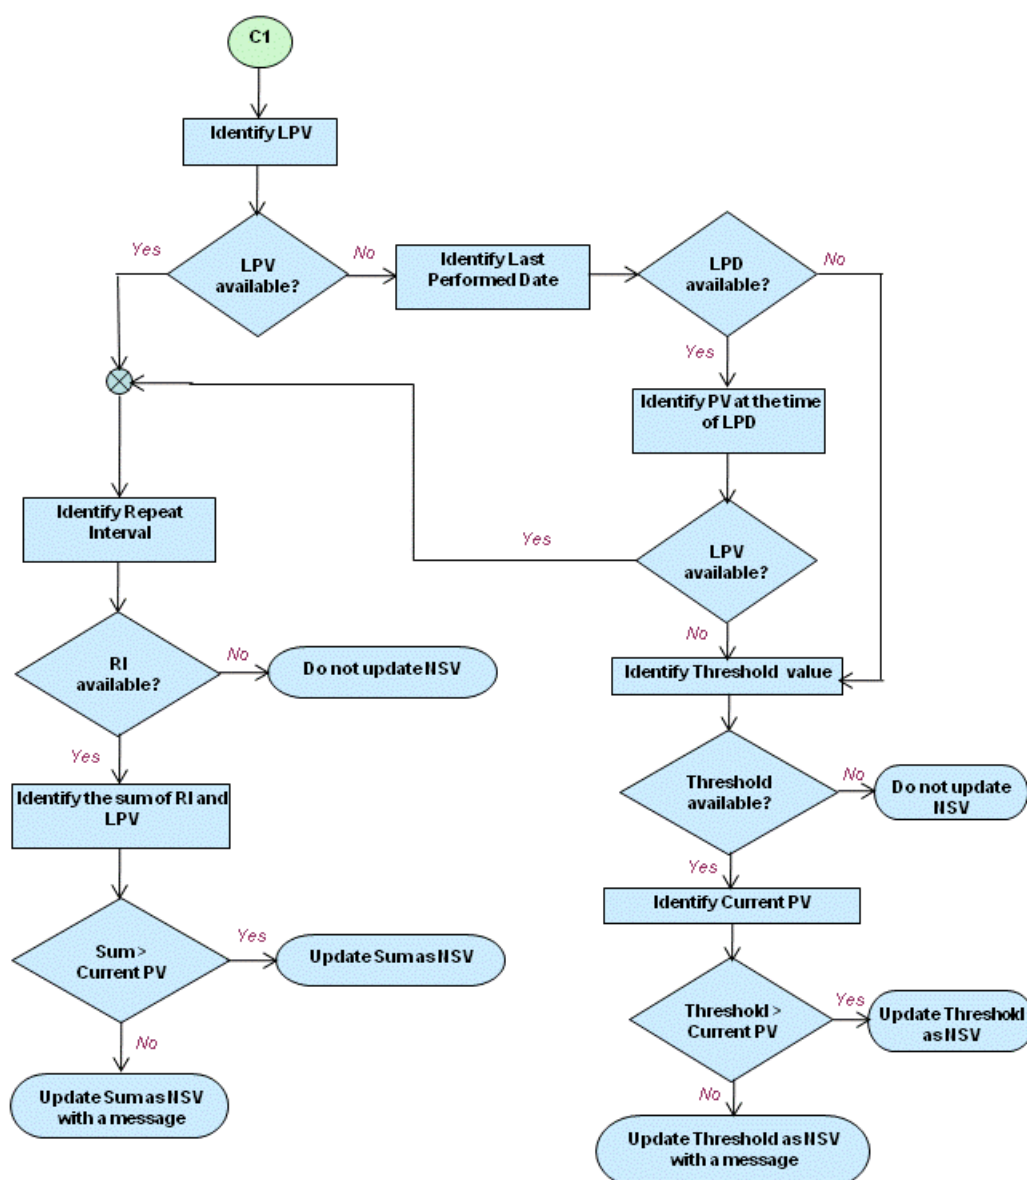 C1
Identify LPV
Yes
LPV
available?
No
Identify Last
Performed Date
LPD
available?
No
Yes
Identify PV at the time
of LPD
Identify Repeat
Interval
Yes
LPV
available?
No
RI
available?
No
Do not update NSV
Identify Threshold value
Yes
Identify the sum of RI and
LPV
Threshold
available?
No
Do not update
NSV
Yes
Identify Current PV
Sum >
Current PV
Yes
Update Sum as NSV
Threshold >
Current PV
Yes
Update Threshold
as NSV
No
No
Update Sum as NSV
with a message
Update Threshold as NSV
with a message